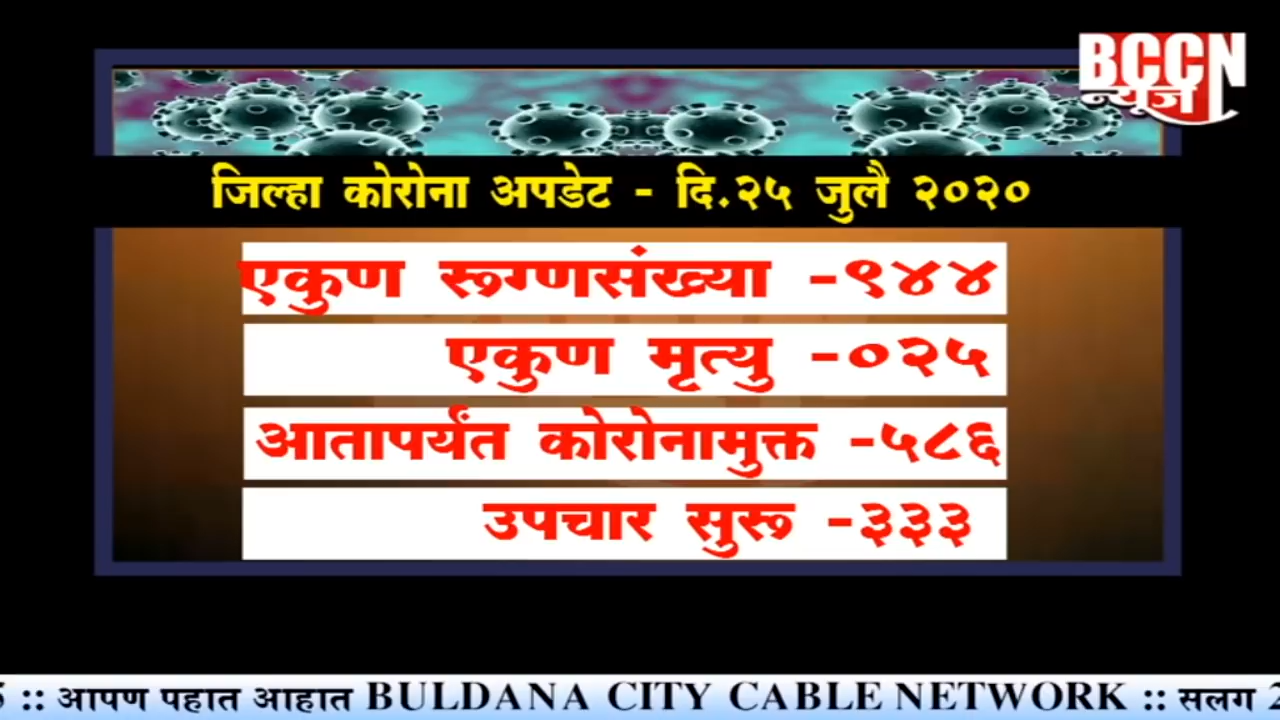 BCCN
न्यूज
जिल्हा कोरोना अपडेट - दि.२५ जुलै २०२०
एकुण रूग्णसंख्या -९४४
एकुण मृत्यु -०२५
आतापर्यंत कोरोनामुक्त -५८६
उपचार सुरू -३३३
:: आपण पहात आहात BULDANA CITY CABLE NETWORK :: सलग 2